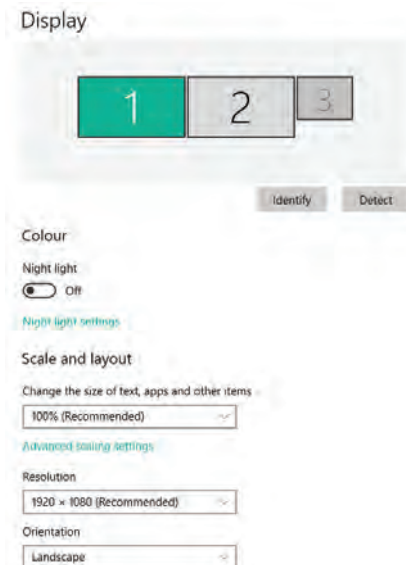 Display
1 2 3
Identify Detect
Colour
Night light
Off
Night light settings
Scale and layout
Change the size of text, apps and other items
100% (Recommended)
Advanced scaling settings
Resolution
1920 × 1080 (Recommended)
Orientation
Landscape